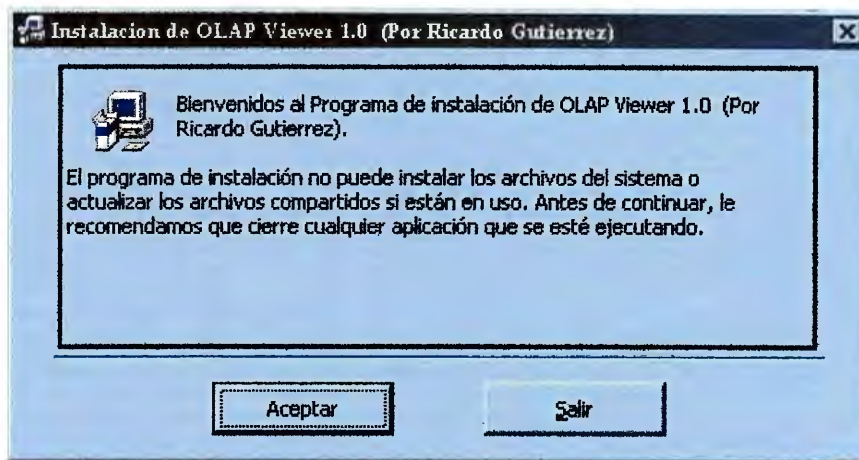 Instalacion de OLAP Viewer 1.0 (Por Ricardo Gutierrez)
Bienvenidos al Programa de instalación de OLAP Viewer 1.0 (Por
Ricardo Gutierrez).
El programa de instalación no puede instalar los archivos del sistema o
actualizar los archivos compartidos si están en uso. Antes de continuar, le
recomendamos que cierre cualquier aplicación que se esté ejecutando.
Aceptar
Salir